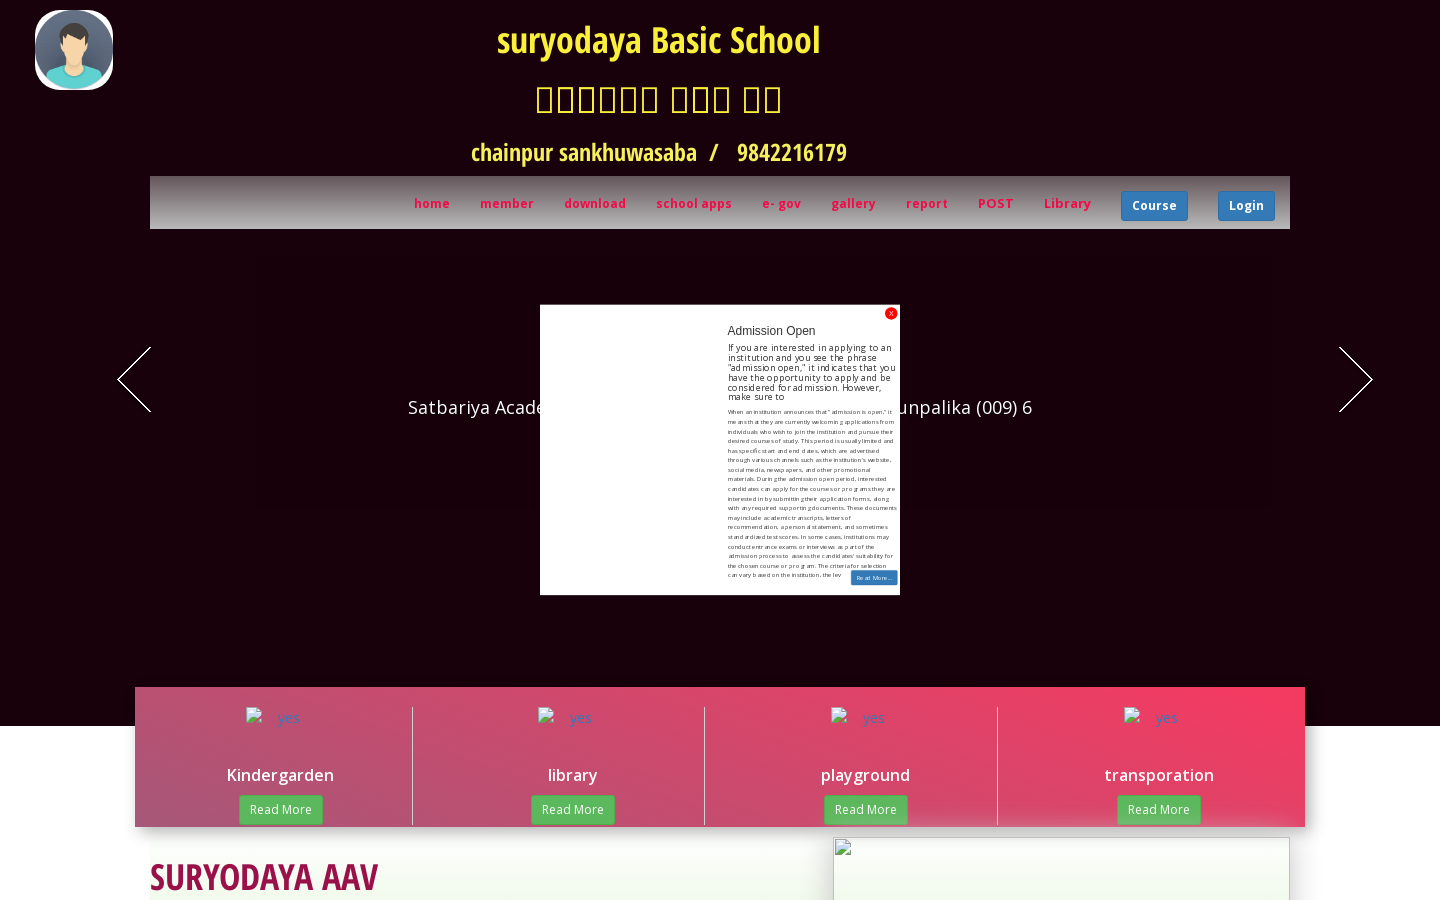 suryodaya Basic School
chainpur sankhuwasaba / 9842216179
home member download school apps e- gov gallery report POST Library Course Login
X
Admission Open
If you are interested in applying to an
institution and you see the phrase
"admission open," it indicates that you
have the opportunity to apply and be
considered for admission. However,
make sure to
When an institution announces that "admission is open," it
means that they are currently welcoming applications from
individuals who wish to join the institution and pursue their
desired courses of study. This period is usually limited and
has specific start and end dates, which are advertised
through various channels such as the institution's website,
social media, newspapers, and other promotional
materials. During the admission open period, interested
candidates can apply for the courses or programs they are
interested in by submitting their application forms, along
with any required supporting documents. These documents
may include academic transcripts, letters of
recommendation, a personal statement, and sometimes
standardized test scores. In some cases, institutions may
conduct entrance exams or interviews as part of the
admission process to assess the candidates' suitability for
the chosen course or program. The criteria for selection
can vary based on the institution, the lev
Read More...
Satbariya (009) 6
yes yes yes yes
Kindergarden library playground transporation
Read More Read More Read More Read More
SURYODAYA AAV